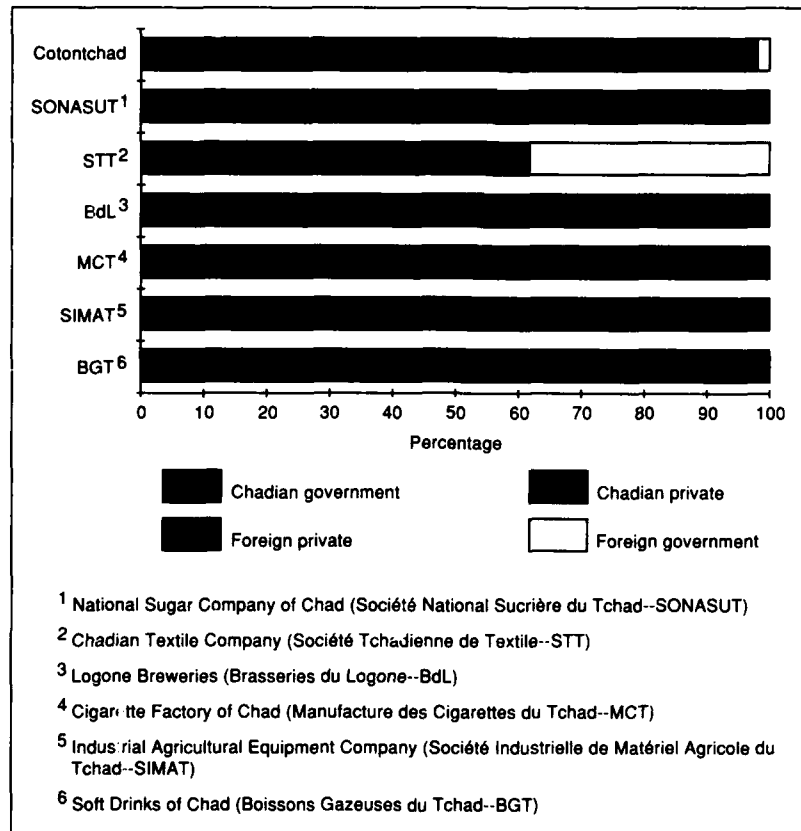 Cotontchad
SONASUT1
STT2
BdL3
MCT4
SIMAT5
BGT6
0 10 20 30 40 50 60 70 80 90 100
Percentage
Chadian government Chadian private
Foreign private Foreign government
1 National Sugar Company of Chad (Société National Sucrière du Tchad--SONASUT)
2 Chadian Textile Company (Société Tchadienne de Textile--STT)
3 Logone Breweries (Brasseries du Logone--BdL)
4 Cigarette Factory of Chad (Manufacture des Cigarettes du Tchad--MCT)
5 Industrial Agricultural Equipment Company (Société Industrielle de Matériel Agricole du
Tchad--SIMAT)
6 Soft Drinks of Chad (Boissons Gazeuses du Tchad--BGT)